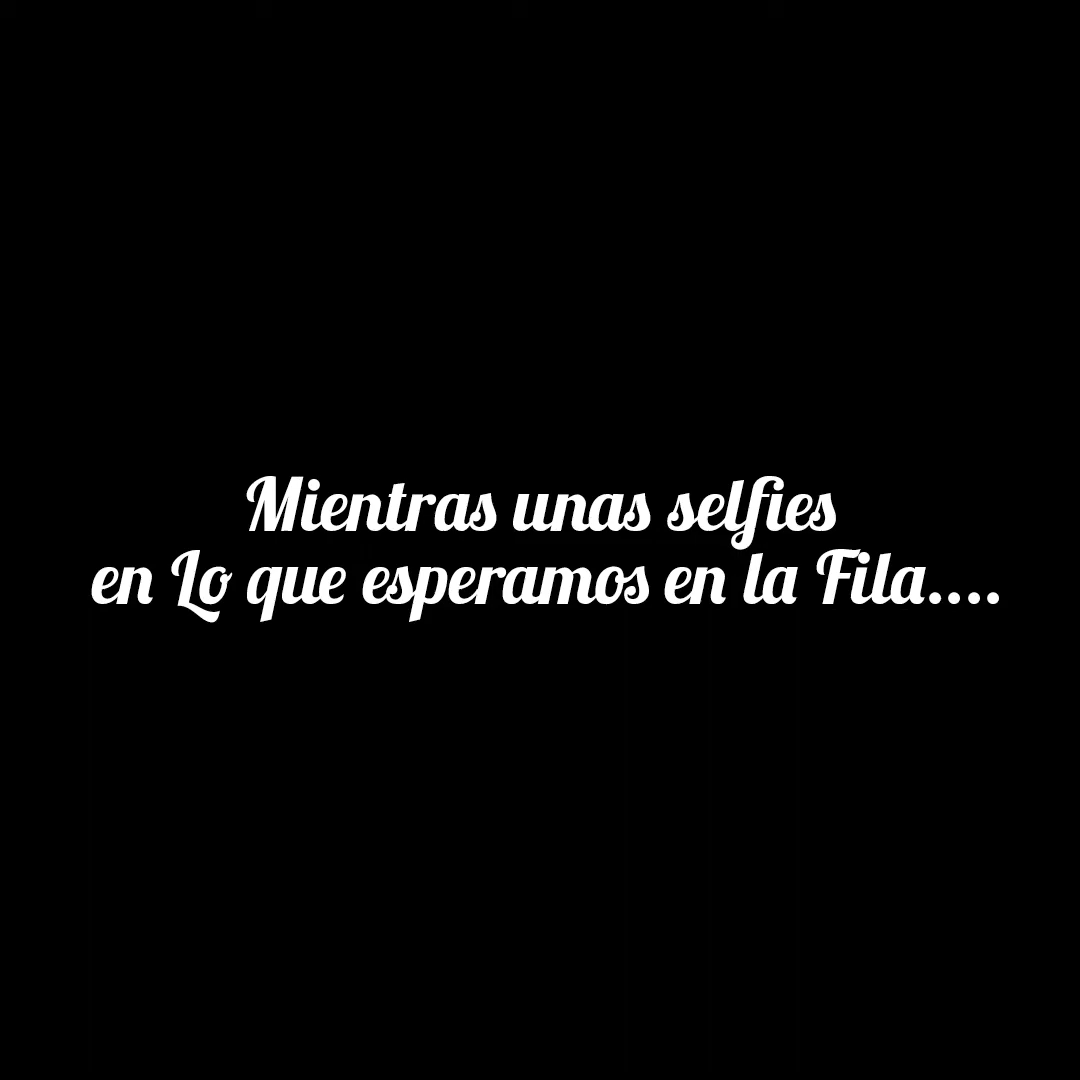 Mientras unas selfies
en Lo que esperamos en la Fila....